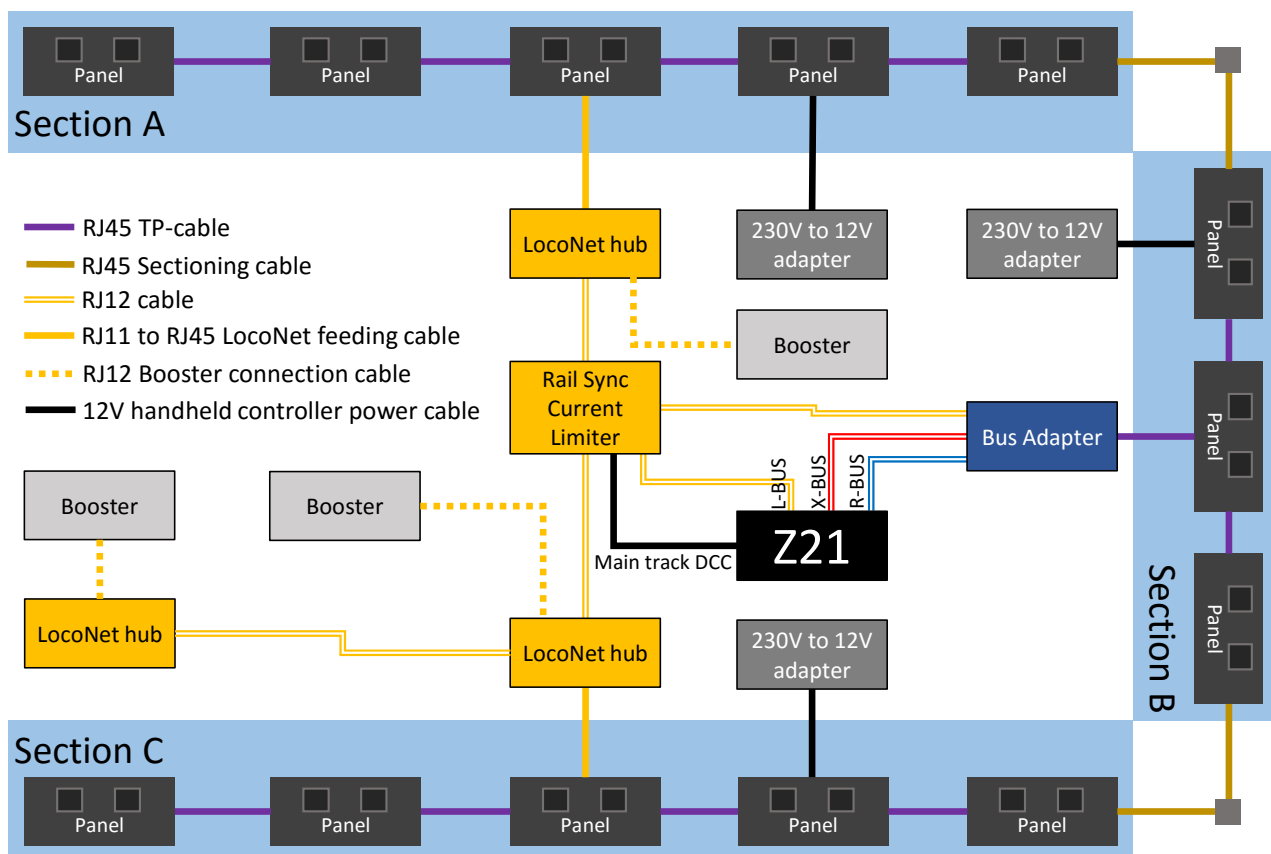 Panel
Panel
Panel
Panel
Panel
Section A
RJ45 TP-cable
RJ45 Sectioning cable
RJ12 cable
RJ11 to RJ45 LocoNet feeding cable
RJ12 Booster connection cable
12V handheld controller power cable
LocoNet hub
230V to 12V
adapter
230V to 12V
adapter
Panel
Booster
Rail Sync
Current
Limiter
Bus Adapter
Panel
L-BUS
X-BUS
R-BUS
Booster
Booster
Z21
Main track DCC
Section B
Panel
LocoNet hub
LocoNet hub
230V to 12V
adapter
Section C
Panel
Panel
Panel
Panel
Panel